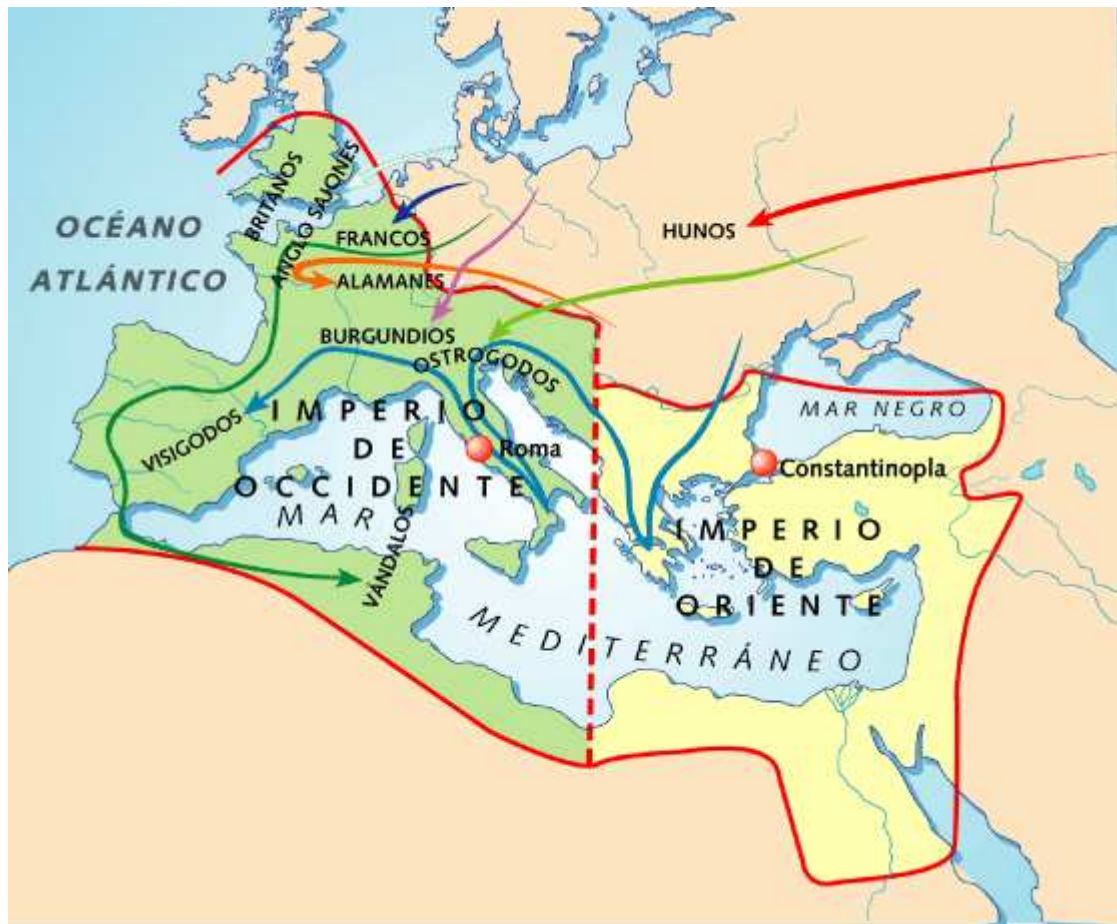 OCÉANO
ATLÁNTICO
BRITANOS
ANGLO SAJONES
FRANCOS
ALAMANES
HUNOS
BURGUNDIOS
OSTROGODOS
VISIGODOS
IMPERIO
DE
OCCIDENTE
Roma
MAR NEGRO
Constantinopla
IMPERIO
DE
ORIENTE
VÁNDALOS
MAR
MEDITERRÁNEO